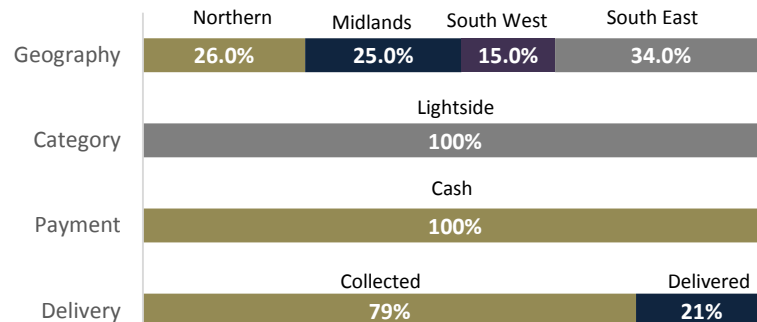 Northern Midlands South West South East
Geography 26.0% 25.0% 15.0% 34.0%
Lightside
Category 100%
Cash
Payment 100%
Collected Delivered
Delivery 79% 21%